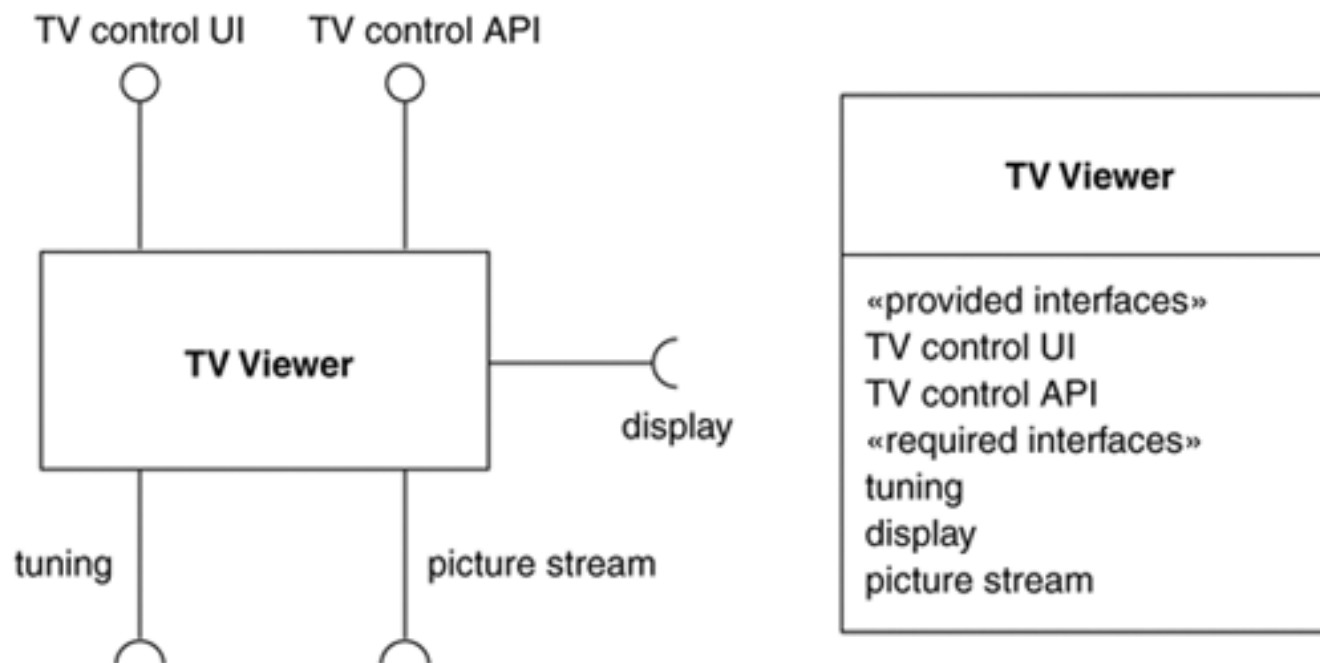 TV control UI
TV control API
TV Viewer
display
tuning
picture stream
TV Viewer
«provided interfaces»
TV control UI
TV control API
«required interfaces»
tuning
display
picture stream